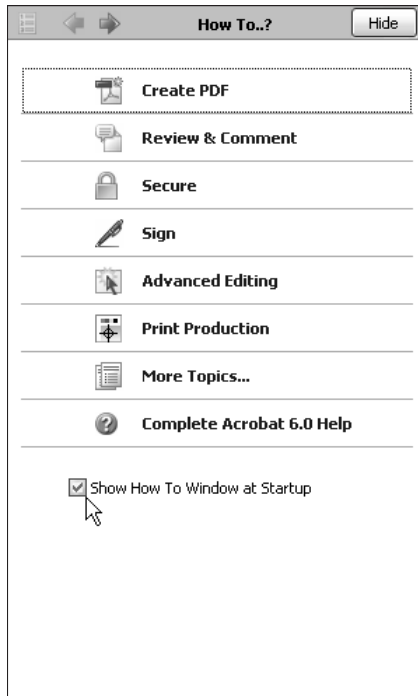 How To..?
Hide
Create PDF
Review & Comment
Secure
Sign
Advanced Editing
Print Production
More Topics...
Complete Acrobat 6.0 Help
Show How To Window at Startup